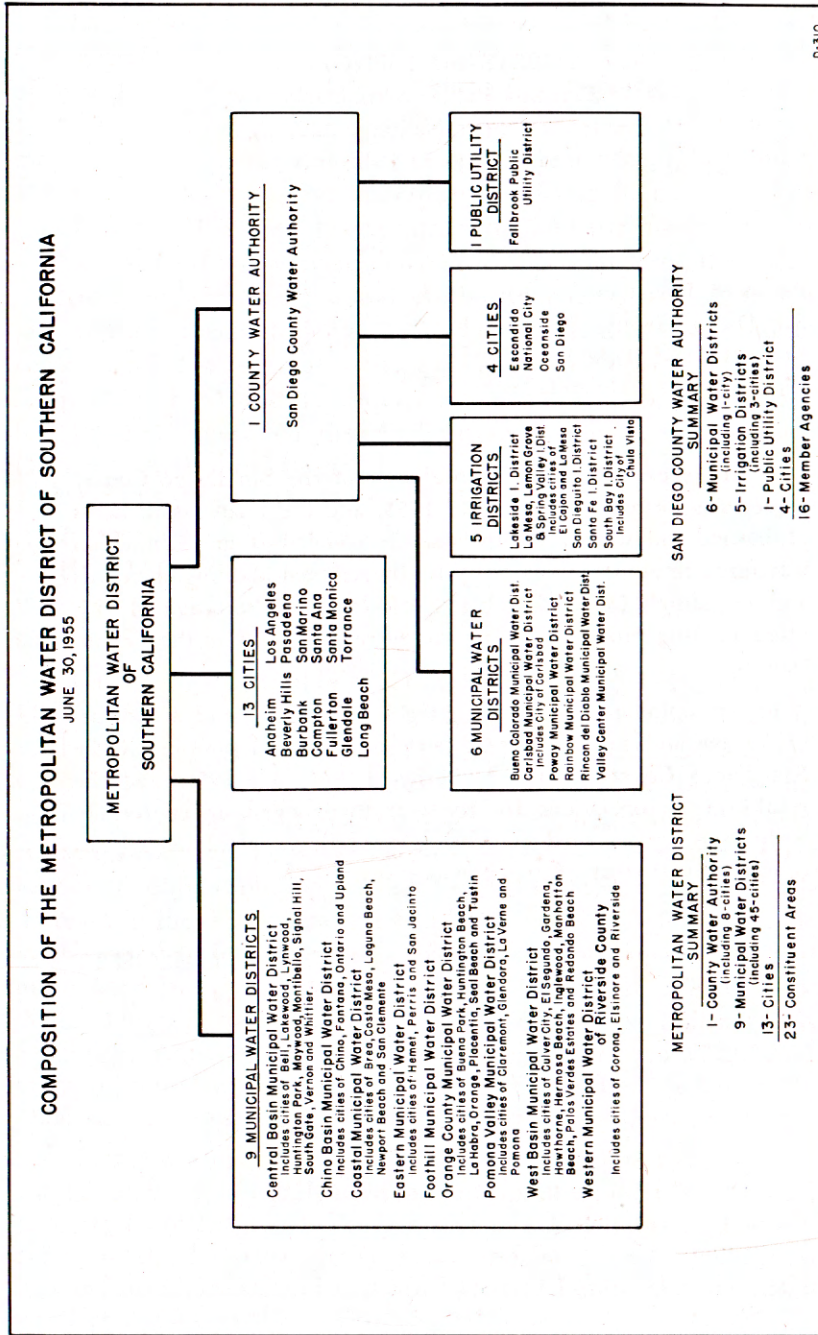 COMPOSITION OF THE METROPOLITAN WATER DISTRICT OF SOUTHERN CALIFORNIA
JUNE 30, 1955
METROPOLITAN WATER DISTRICT
OF
SOUTHERN CALIFORNIA
9 MUNICIPAL WATER DISTRICTS
Central Basin Municipal Water District
Includes cities of Bell, Lakewood, Lynwood,
Huntington Park, Maywood, Montibello, Signal Hill,
South Gate, Vernon and Whittier.
Chino Basin Municipal Water District
Includes cities of Chino, Fontana, Ontario and Upland
Coastal Municipal Water District
Includes cities of Brea, Costa Mesa, Laguna Beach,
Newport Beach and San Clemente
Eastern Municipal Water District
Includes cities of Hemet, Perris and San Jacinto
Foothill Municipal Water District
Orange County Municipal Water District
Includes cities of Buena Park, Huntington Beach,
La Habra, Orange, Placentia, Seal Beach and Tustin
Pomona Valley Municipal Water District
Includes cities of Claremont, Glendora, La Verne and
Pomona
West Basin Municipal Water District
Includes cities of Culver City, El Segundo, Gardena,
Hawthorne, Hermosa Beach, Inglewood, Manhattan
Beach, Palos Verdes Estates and Redondo Beach
Western Municipal Water District
of Riverside County
Includes cities of Corona, Elsinore and Riverside
13 CITIES
Anaheim Los Angeles
Beverly Hills Pasadena
Burbank San Marino
Compton Santa Ana
Fullerton Santa Monica
Glendale Torrance
Long Beach
1 COUNTY WATER AUTHORITY
San Diego County Water Authority
6 MUNICIPAL WATER
DISTRICTS
Bueno Colorado Municipal Water Dist.
Carlsbad Municipal Water District
Includes City of Carlsbad
Poway Municipal Water District
Rainbow Municipal Water District
Rincon del Diablo Municipal Water Dist.
Valley Center Municipal Water Dist.
5 IRRIGATION
DISTRICTS
Lakeside I. District
La Mesa, Lemon Grove
& Spring Valley I. Dist.
Includes cities of
El Cajon and La Mesa
San Dieguito I. District
Santa Fe I. District
South Bay I. District
Includes City of
Chula Vista
4 CITIES
Escondido
National City
Oceanside
San Diego
1 PUBLIC UTILITY
DISTRICT
Fallbrook Public
Utility District
METROPOLITAN WATER DISTRICT
SUMMARY
1- County Water Authority
(including 8-cities)
9- Municipal Water Districts
(including 45-cities)
13- Cities
23- Constituent Areas
SAN DIEGO COUNTY WATER AUTHORITY
SUMMARY
6- Municipal Water Districts
(including 1-city)
5- Irrigation Districts
(including 3-cities)
1- Public Utility District
4- Cities
16- Member Agencies